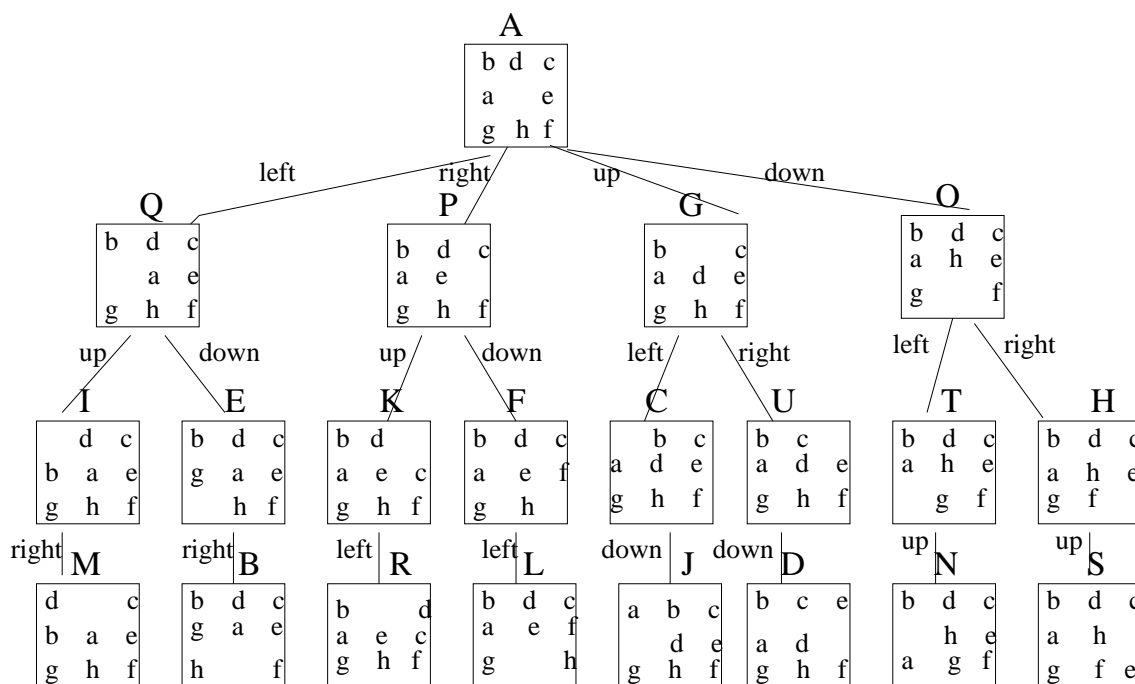 A
b d c
a e
g h f
left right up down
Q P G O
b d c b d c b c b d c
a e a e a d e a h e
g h f g h f g h f g f
up down up down left right left right
I E K F C U T H
d c b d c b d b d c b c b c b d c b d c
b a e g a e a e c a e f a d e a d e a h e a h e
g h f h f g h f g h g h f g h f g f g f
right right left left down down up up
M B R L J D N S
d c b d c b d b d c a b c b c e b d c b d c
b a e g a e a e c a e f d e a d h e a h
g h f h f g h f g h g h f g h f a g f g f e